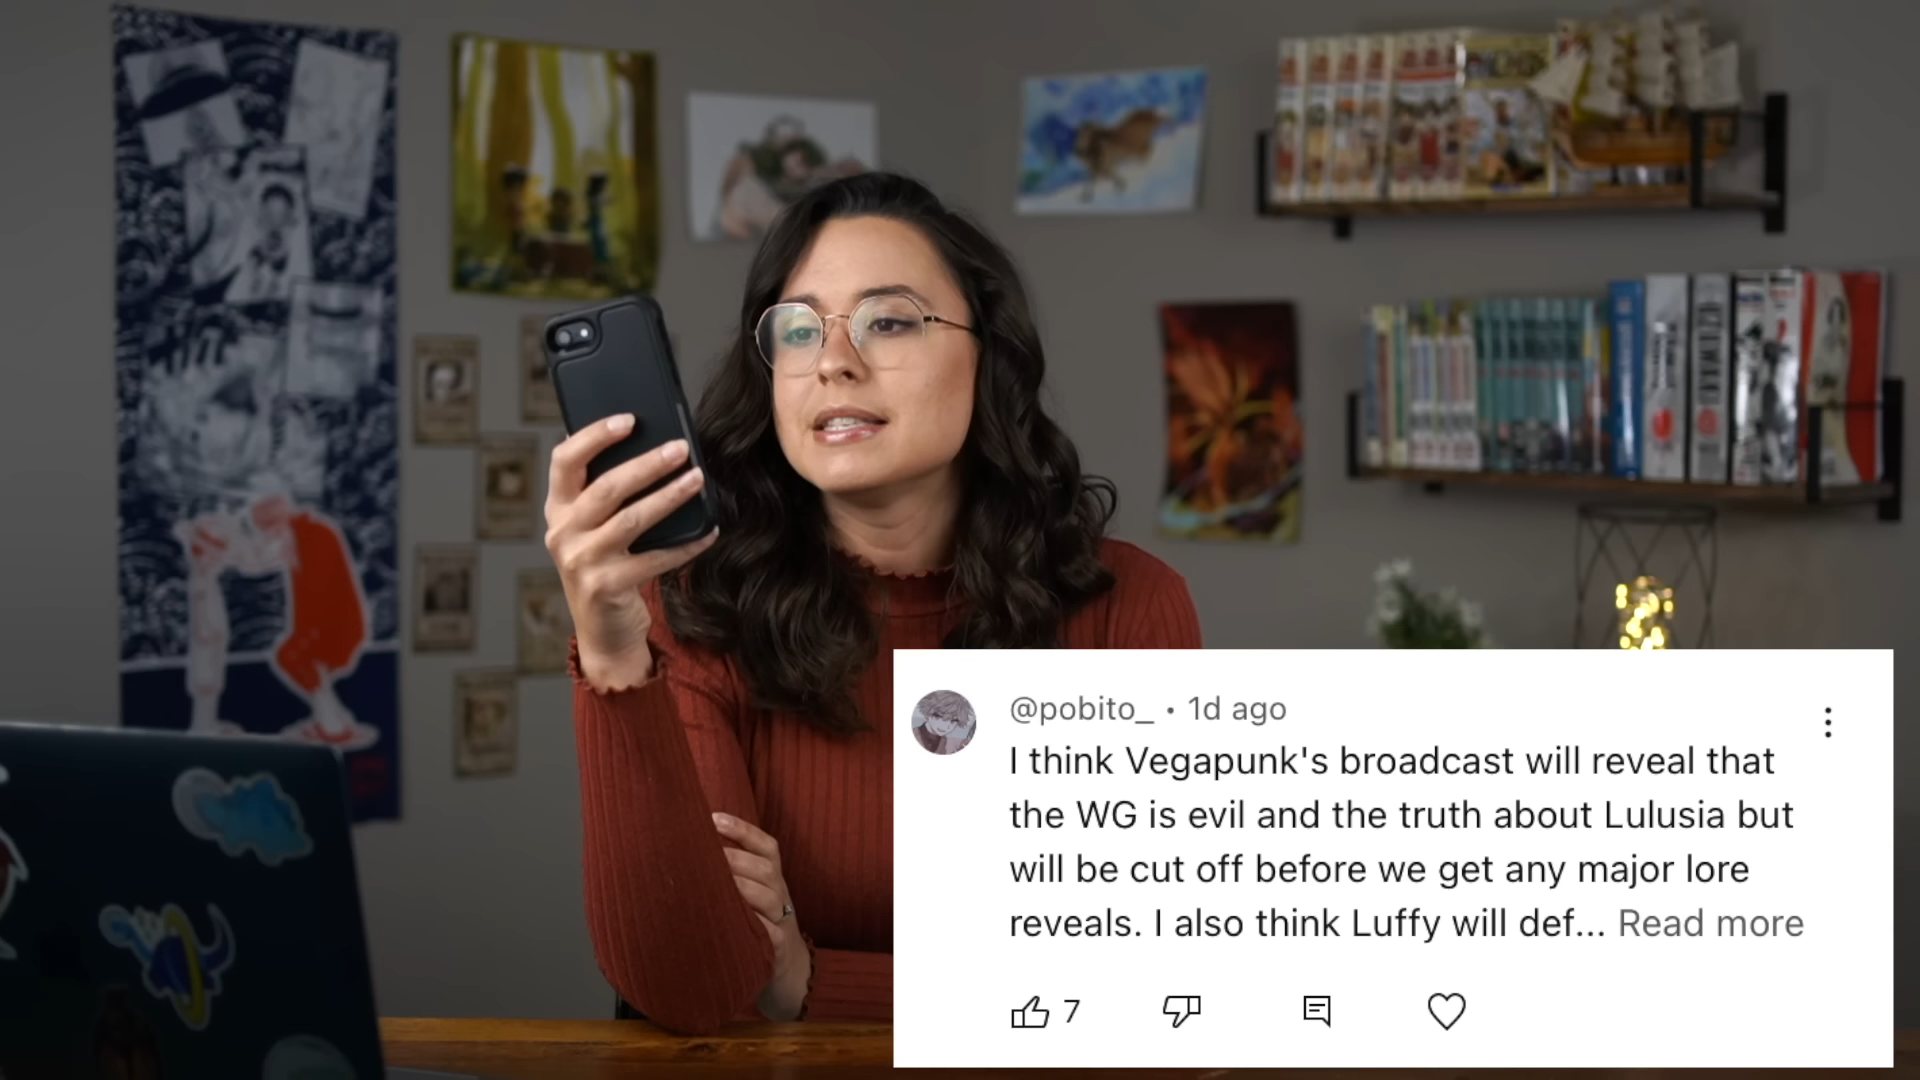 @pobito_ • 1d ago
I think Vegapunk's broadcast will reveal that
the WG is evil and the truth about Lulusia but
will be cut off before we get any major lore
reveals. I also think Luffy will def... Read more
7